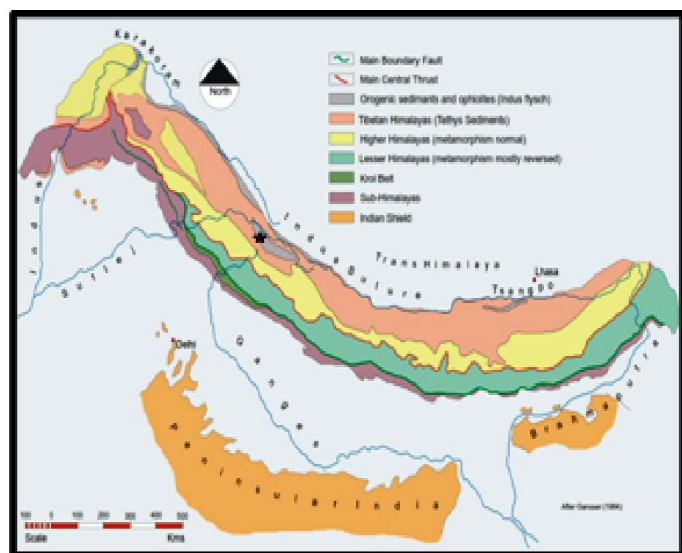 Karakoram
North
Main Boundary Fault
Main Central Thrust
Orogenic sediments and ophiolites (Indus flysch)
Tibetan Himalayas (Tethys Sediments)
Higher Himalayas (metamorphism normal)
Lesser Himalayas (metamorphism mostly reversed)
Krol Belt
Sub-Himalayas
Indian Shield
Indus
Sutlej
Indus Suture
Trans Himalaya
Lhasa
Tsangpo
Delhi
Ganges
Brahmaputra
Peninsular India
After Gansser (1964)
100 0 100 200 300 400 500
Scale
Kms